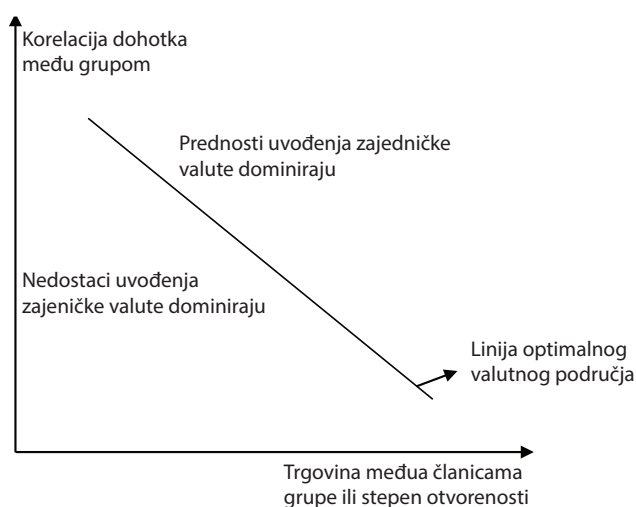 Korelacija dohotka
među grupom
Prednosti uvođenja zajedničke
valute dominiraju
Nedostaci uvođenja
zajeničke valute dominiraju
Linija optimalnog
valutnog područja
Trgovina međua članicama
grupe ili stepen otvorenosti